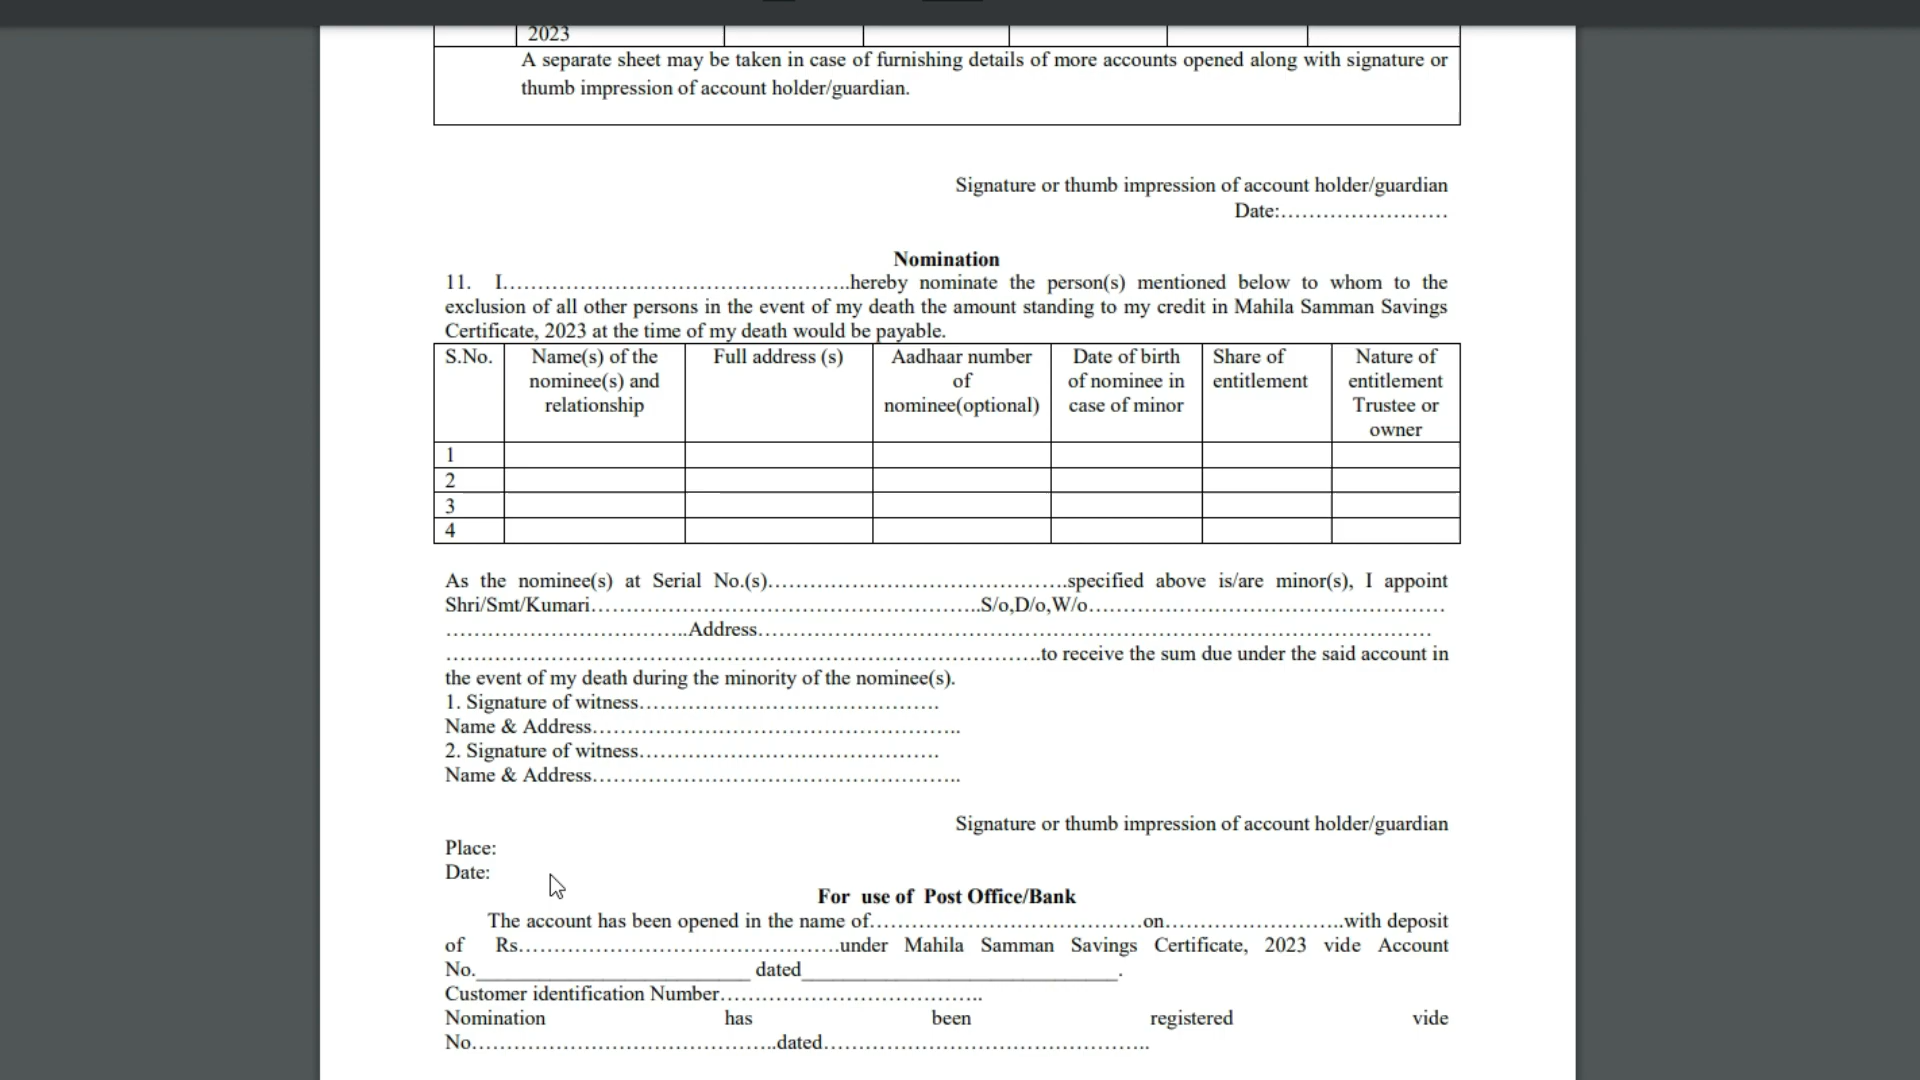 2023
A separate sheet may be taken in case of furnishing details of more accounts opened along with signature or
thumb impression of account holder/guardian.
Signature or thumb impression of account holder/guardian
Date:……………………
Nomination
11. I…………………………………………..hereby nominate the person(s) mentioned below to whom to the
exclusion of all other persons in the event of my death the amount standing to my credit in Mahila Samman Savings
Certificate, 2023 at the time of my death would be payable.
S.No. Name(s) of the nominee(s) and relationship Full address (s) Aadhaar number of nominee(optional) Date of birth of nominee in case of minor Share of entitlement Nature of entitlement Trustee or owner
1
2
3
4
As the nominee(s) at Serial No.(s)…………………………………….specified above is/are minor(s), I appoint
Shri/Smt/Kumari………………………………………………..S/o,D/o,W/o……………………………………………
……………………………..Address……………………………………………………………………………………
………………………………………………………………………….to receive the sum due under the said account in
the event of my death during the minority of the nominee(s).
1. Signature of witness…………………………………….
Name & Address……………………………………………..
2. Signature of witness…………………………………….
Name & Address……………………………………………..
Signature or thumb impression of account holder/guardian
Place:
Date:
For use of Post Office/Bank
The account has been opened in the name of…………………………………on……………………..with deposit
of Rs……………………………………….under Mahila Samman Savings Certificate, 2023 vide Account
No.__________________________ dated______________________________.
Customer identification Number………………………………..
Nomination has been registered vide
No……………………………………..dated………………………………………..